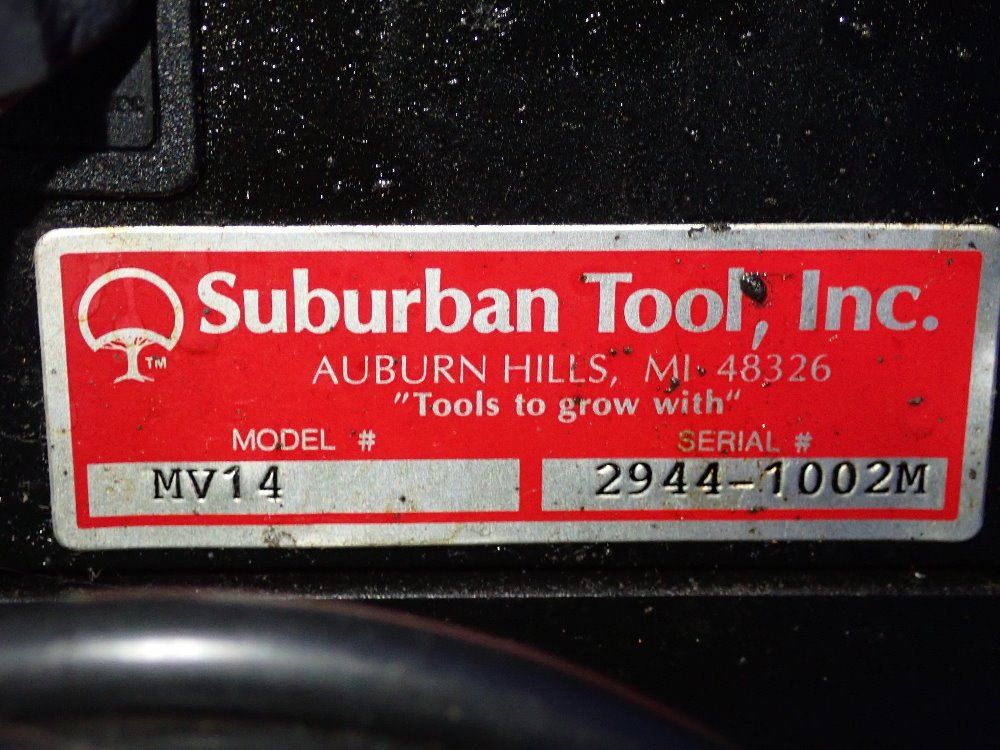 Suburban Tool, Inc.
TM
AUBURN HILLS, MI 48326
"Tools to grow with"
MODEL # SERIAL #
MV14 2944-1002M